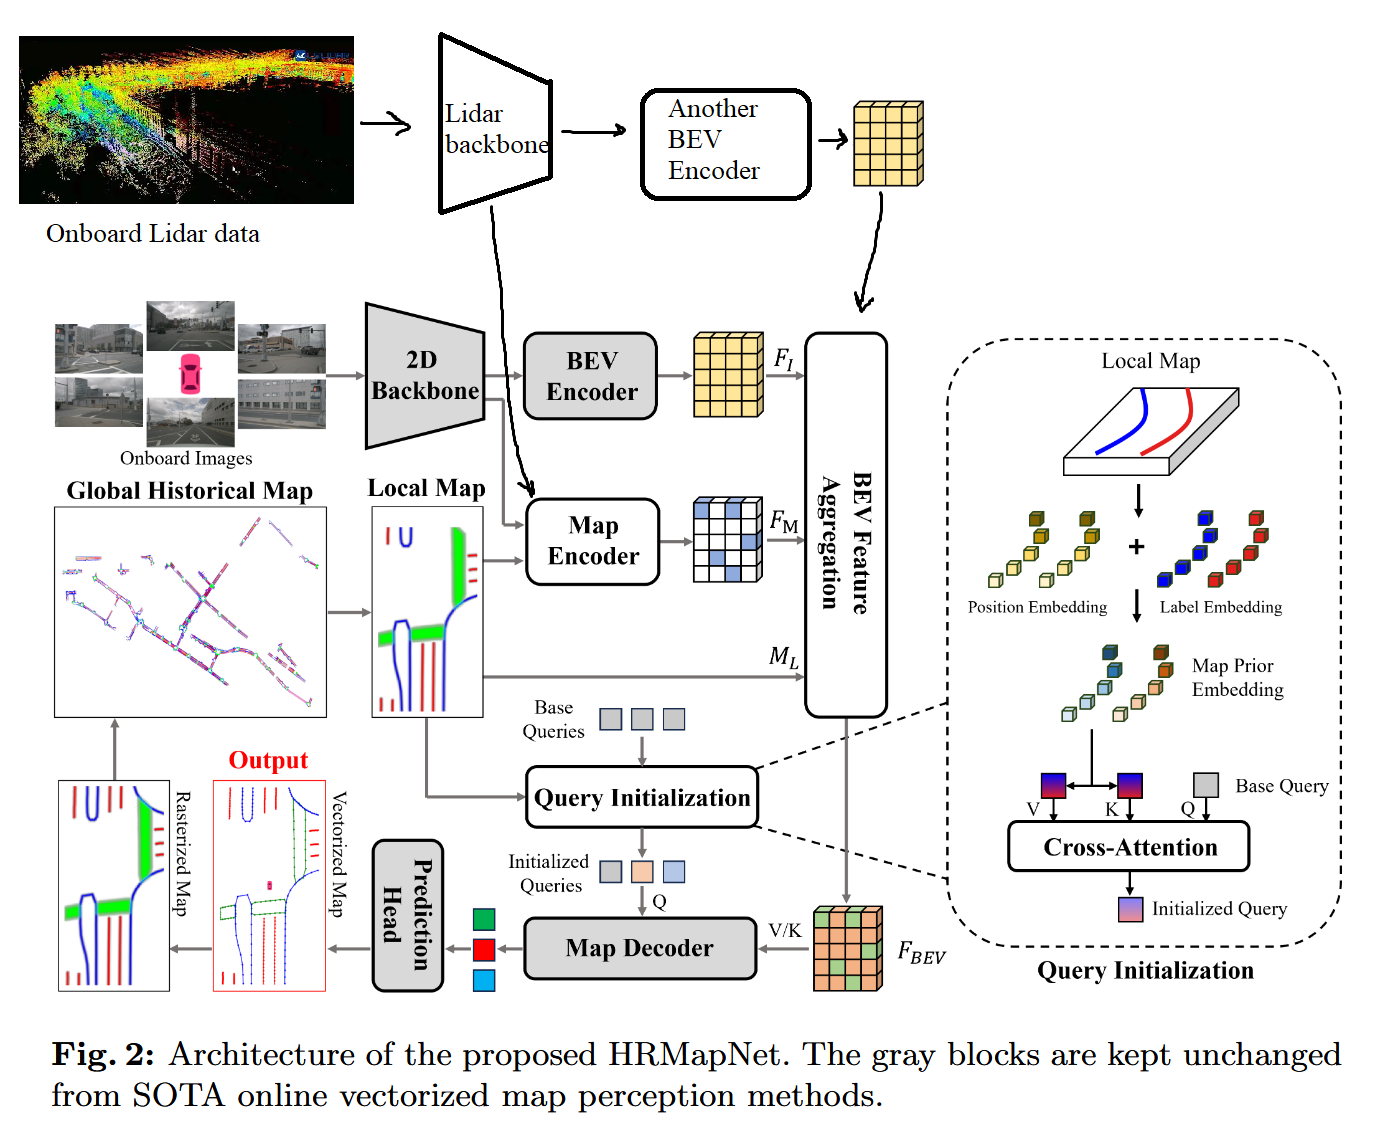 Lidar
backbone
Another
BEV
Encoder
Onboard Lidar data
2D
Backbone
BEV
Encoder
F_I
Onboard Images
Global Historical Map
Local Map
Map
Encoder
F_M
BEV Feature
Aggregation
M_L
Base
Queries
Query Initialization
Output
Rasterized Map
Vectorized Map
Prediction
Head
Initialized
Queries
Q
Map Decoder
V/K
F_BEV
Local Map
+
Position Embedding
Label Embedding
Map Prior
Embedding
Base Query
V
K
Q
Cross-Attention
Initialized Query
Query Initialization
Fig. 2: Architecture of the proposed HRMapNet. The gray blocks are kept unchanged
from SOTA online vectorized map perception methods.